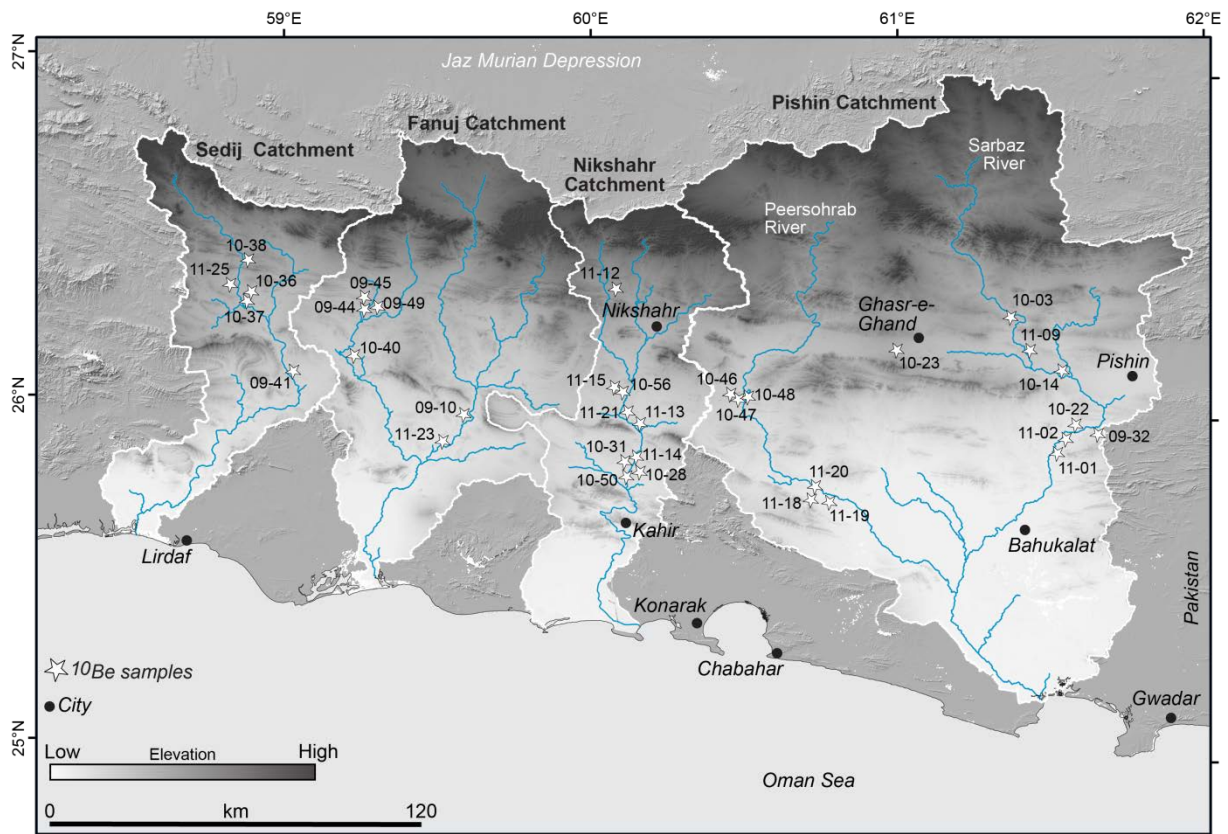 59°E
60°E
61°E
62°E
27°N
26°N
25°N
Jaz Murian Depression
Pishin Catchment
Fanuj Catchment
Sedij Catchment
Nikshahr
Catchment
Sarbaz
River
Peersohrab
River
10-38
11-25
10-36
10-37
09-41
09-45
09-44
09-49
10-40
09-10
11-23
11-12
Nikshahr
11-15
10-56
11-21
11-13
10-31
11-14
10-50
10-28
Kahir
Ghasr-e-
Ghand
10-23
10-03
11-09
10-14
Pishin
10-46
10-48
10-47
10-22
11-02
09-32
11-01
11-20
11-18
11-19
Bahukalat
Lirdaf
Konarak
Chabahar
Pakistan
Gwadar
Oman Sea
10Be samples
City
Low
Elevation
High
0
km
120